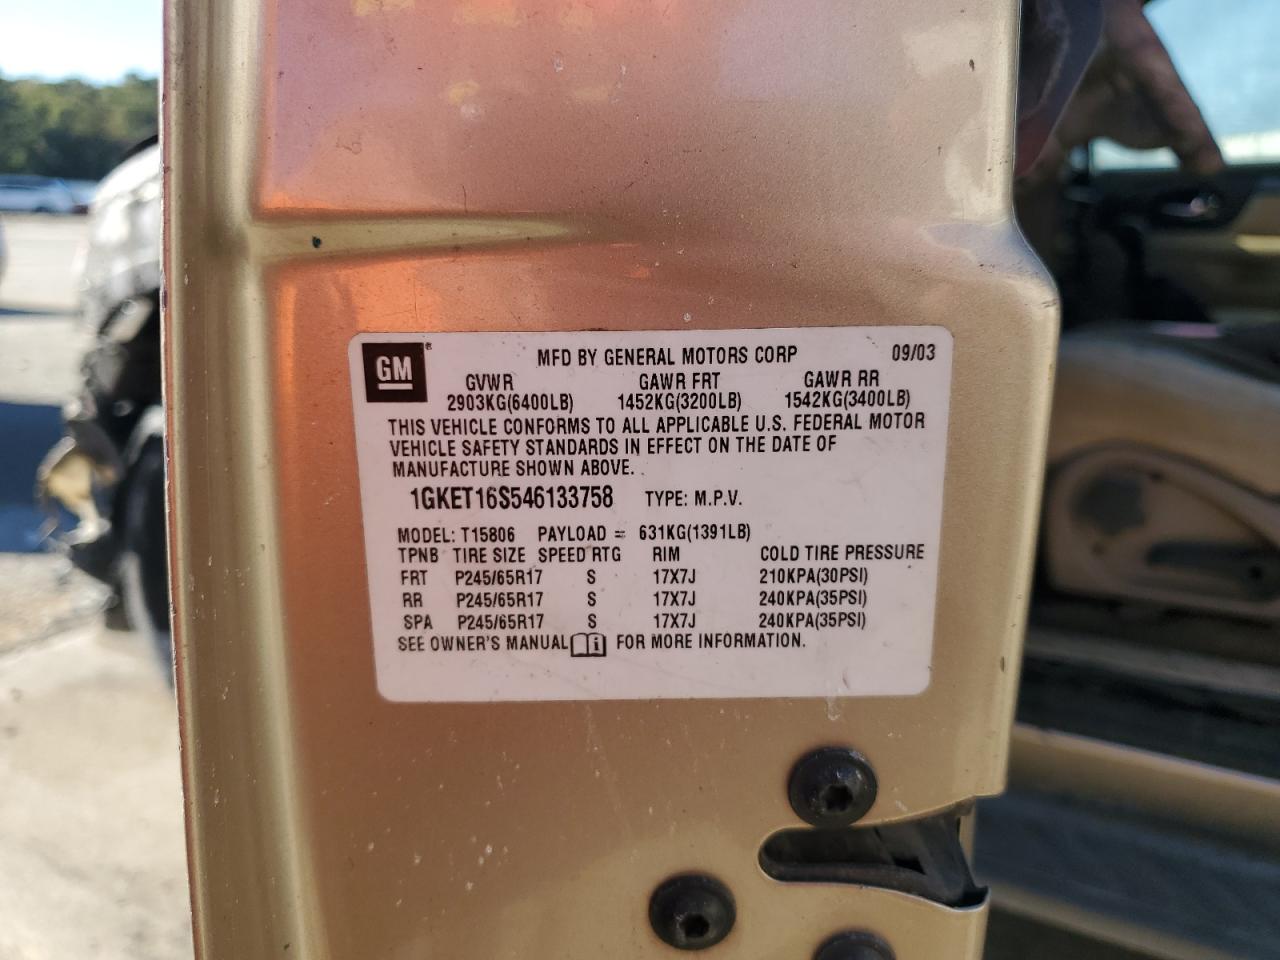 GM® MFD BY GENERAL MOTORS CORP 09/03
GVWR GAWR FRT GAWR RR
2903KG(6400LB) 1452KG(3200LB) 1542KG(3400LB)
THIS VEHICLE CONFORMS TO ALL APPLICABLE U.S. FEDERAL MOTOR
VEHICLE SAFETY STANDARDS IN EFFECT ON THE DATE OF
MANUFACTURE SHOWN ABOVE.
1GKET16S546133758 TYPE: M.P.V.
MODEL: T15806 PAYLOAD = 631KG(1391LB)
TPNB TIRE SIZE SPEED RTG RIM COLD TIRE PRESSURE
FRT P245/65R17 S 17X7J 210KPA(30PSI)
RR P245/65R17 S 17X7J 240KPA(35PSI)
SPA P245/65R17 S 17X7J 240KPA(35PSI)
SEE OWNER'S MANUAL i FOR MORE INFORMATION.